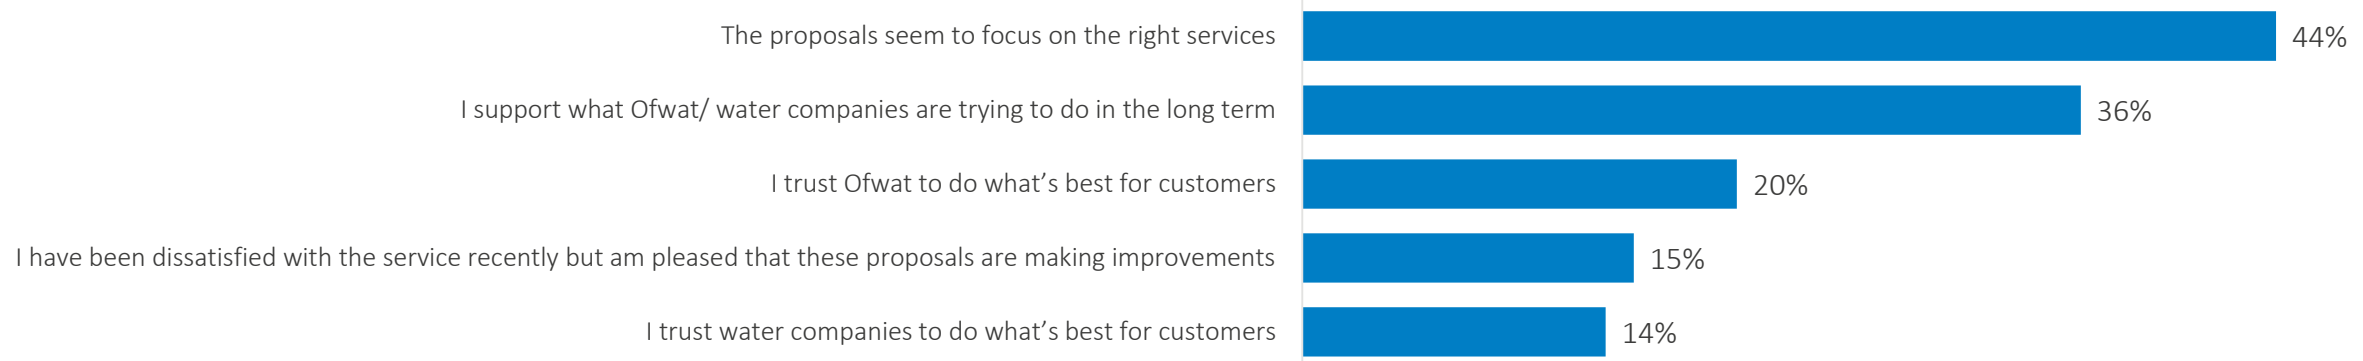 The proposals seem to focus on the right services 44%
I support what Ofwat/ water companies are trying to do in the long term 36%
I trust Ofwat to do what’s best for customers 20%
I have been dissatisfied with the service recently but am pleased that these proposals are making improvements 15%
I trust water companies to do what’s best for customers 14%